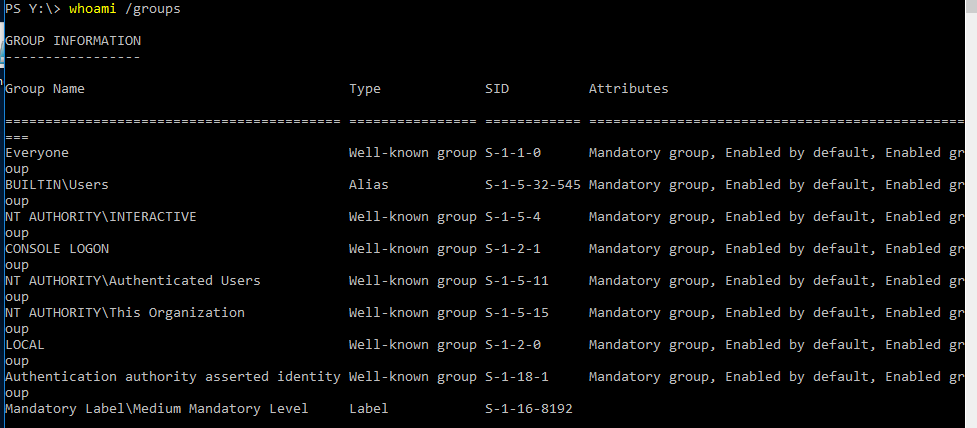 PS Y:\> whoami /groups
GROUP INFORMATION
-----------------
Group Name                                 Type             SID          Attributes
========================================== ================ ============ ===============================================
===
Everyone                                   Well-known group S-1-1-0      Mandatory group, Enabled by default, Enabled gr
oup
BUILTIN\Users                              Alias            S-1-5-32-545 Mandatory group, Enabled by default, Enabled gr
oup
NT AUTHORITY\INTERACTIVE                   Well-known group S-1-5-4      Mandatory group, Enabled by default, Enabled gr
oup
CONSOLE LOGON                              Well-known group S-1-2-1      Mandatory group, Enabled by default, Enabled gr
oup
NT AUTHORITY\Authenticated Users           Well-known group S-1-5-11     Mandatory group, Enabled by default, Enabled gr
oup
NT AUTHORITY\This Organization             Well-known group S-1-5-15     Mandatory group, Enabled by default, Enabled gr
oup
LOCAL                                      Well-known group S-1-2-0      Mandatory group, Enabled by default, Enabled gr
oup
Authentication authority asserted identity Well-known group S-1-18-1     Mandatory group, Enabled by default, Enabled gr
oup
Mandatory Label\Medium Mandatory Level     Label            S-1-16-8192